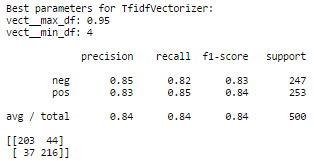 Best parameters for TfidfVectorizer:
vect__max_df: 0.95
vect__min_df: 4
precision recall f1-score support
neg 0.85 0.82 0.83 247
pos 0.83 0.85 0.84 253
avg / total 0.84 0.84 0.84 500
[[203 44]
[ 37 216]]